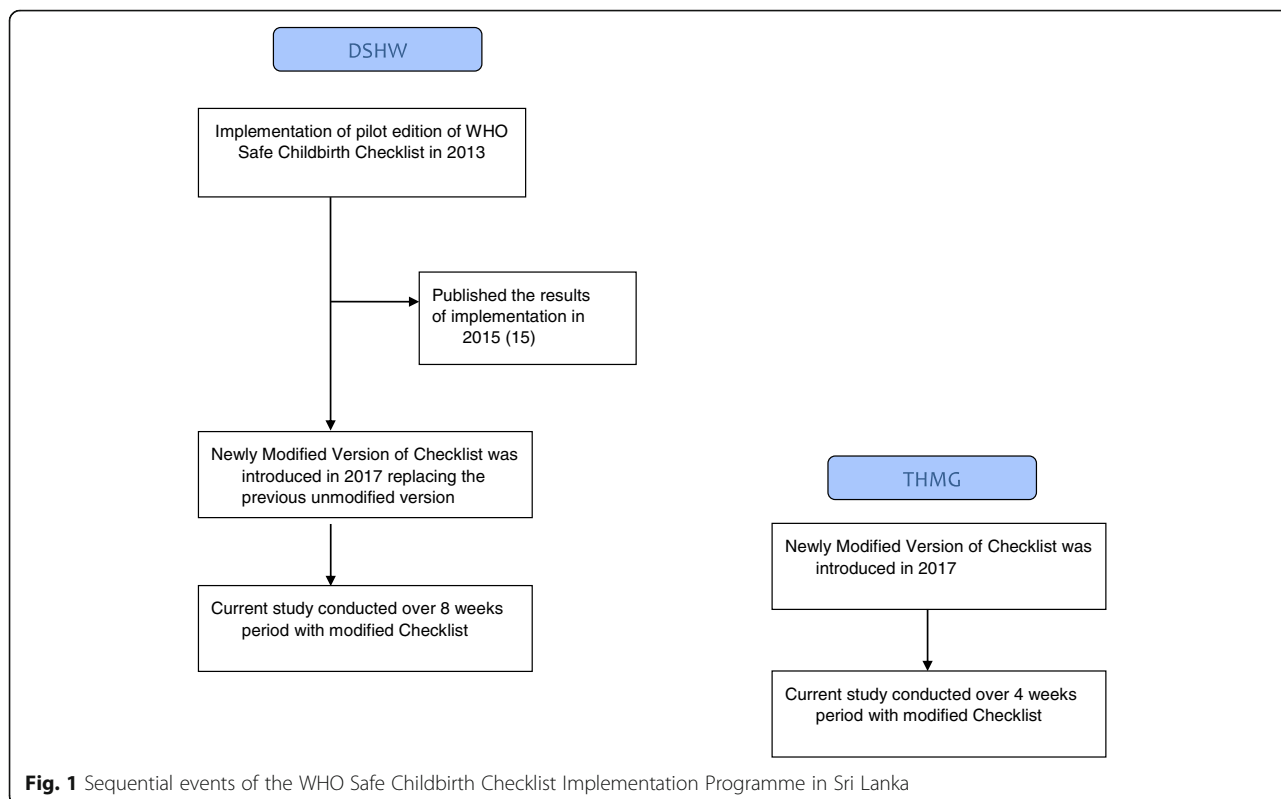 DSHW
Implementation of pilot edition of WHO
Safe Childbirth Checklist in 2013
Published the results
of implementation in
2015 (15)
Newly Modified Version of Checklist was
introduced in 2017 replacing the
previous unmodified version
Current study conducted over 8 weeks
period with modified Checklist
THMG
Newly Modified Version of Checklist was
introduced in 2017
Current study conducted over 4 weeks
period with modified Checklist
Fig. 1 Sequential events of the WHO Safe Childbirth Checklist Implementation Programme in Sri Lanka